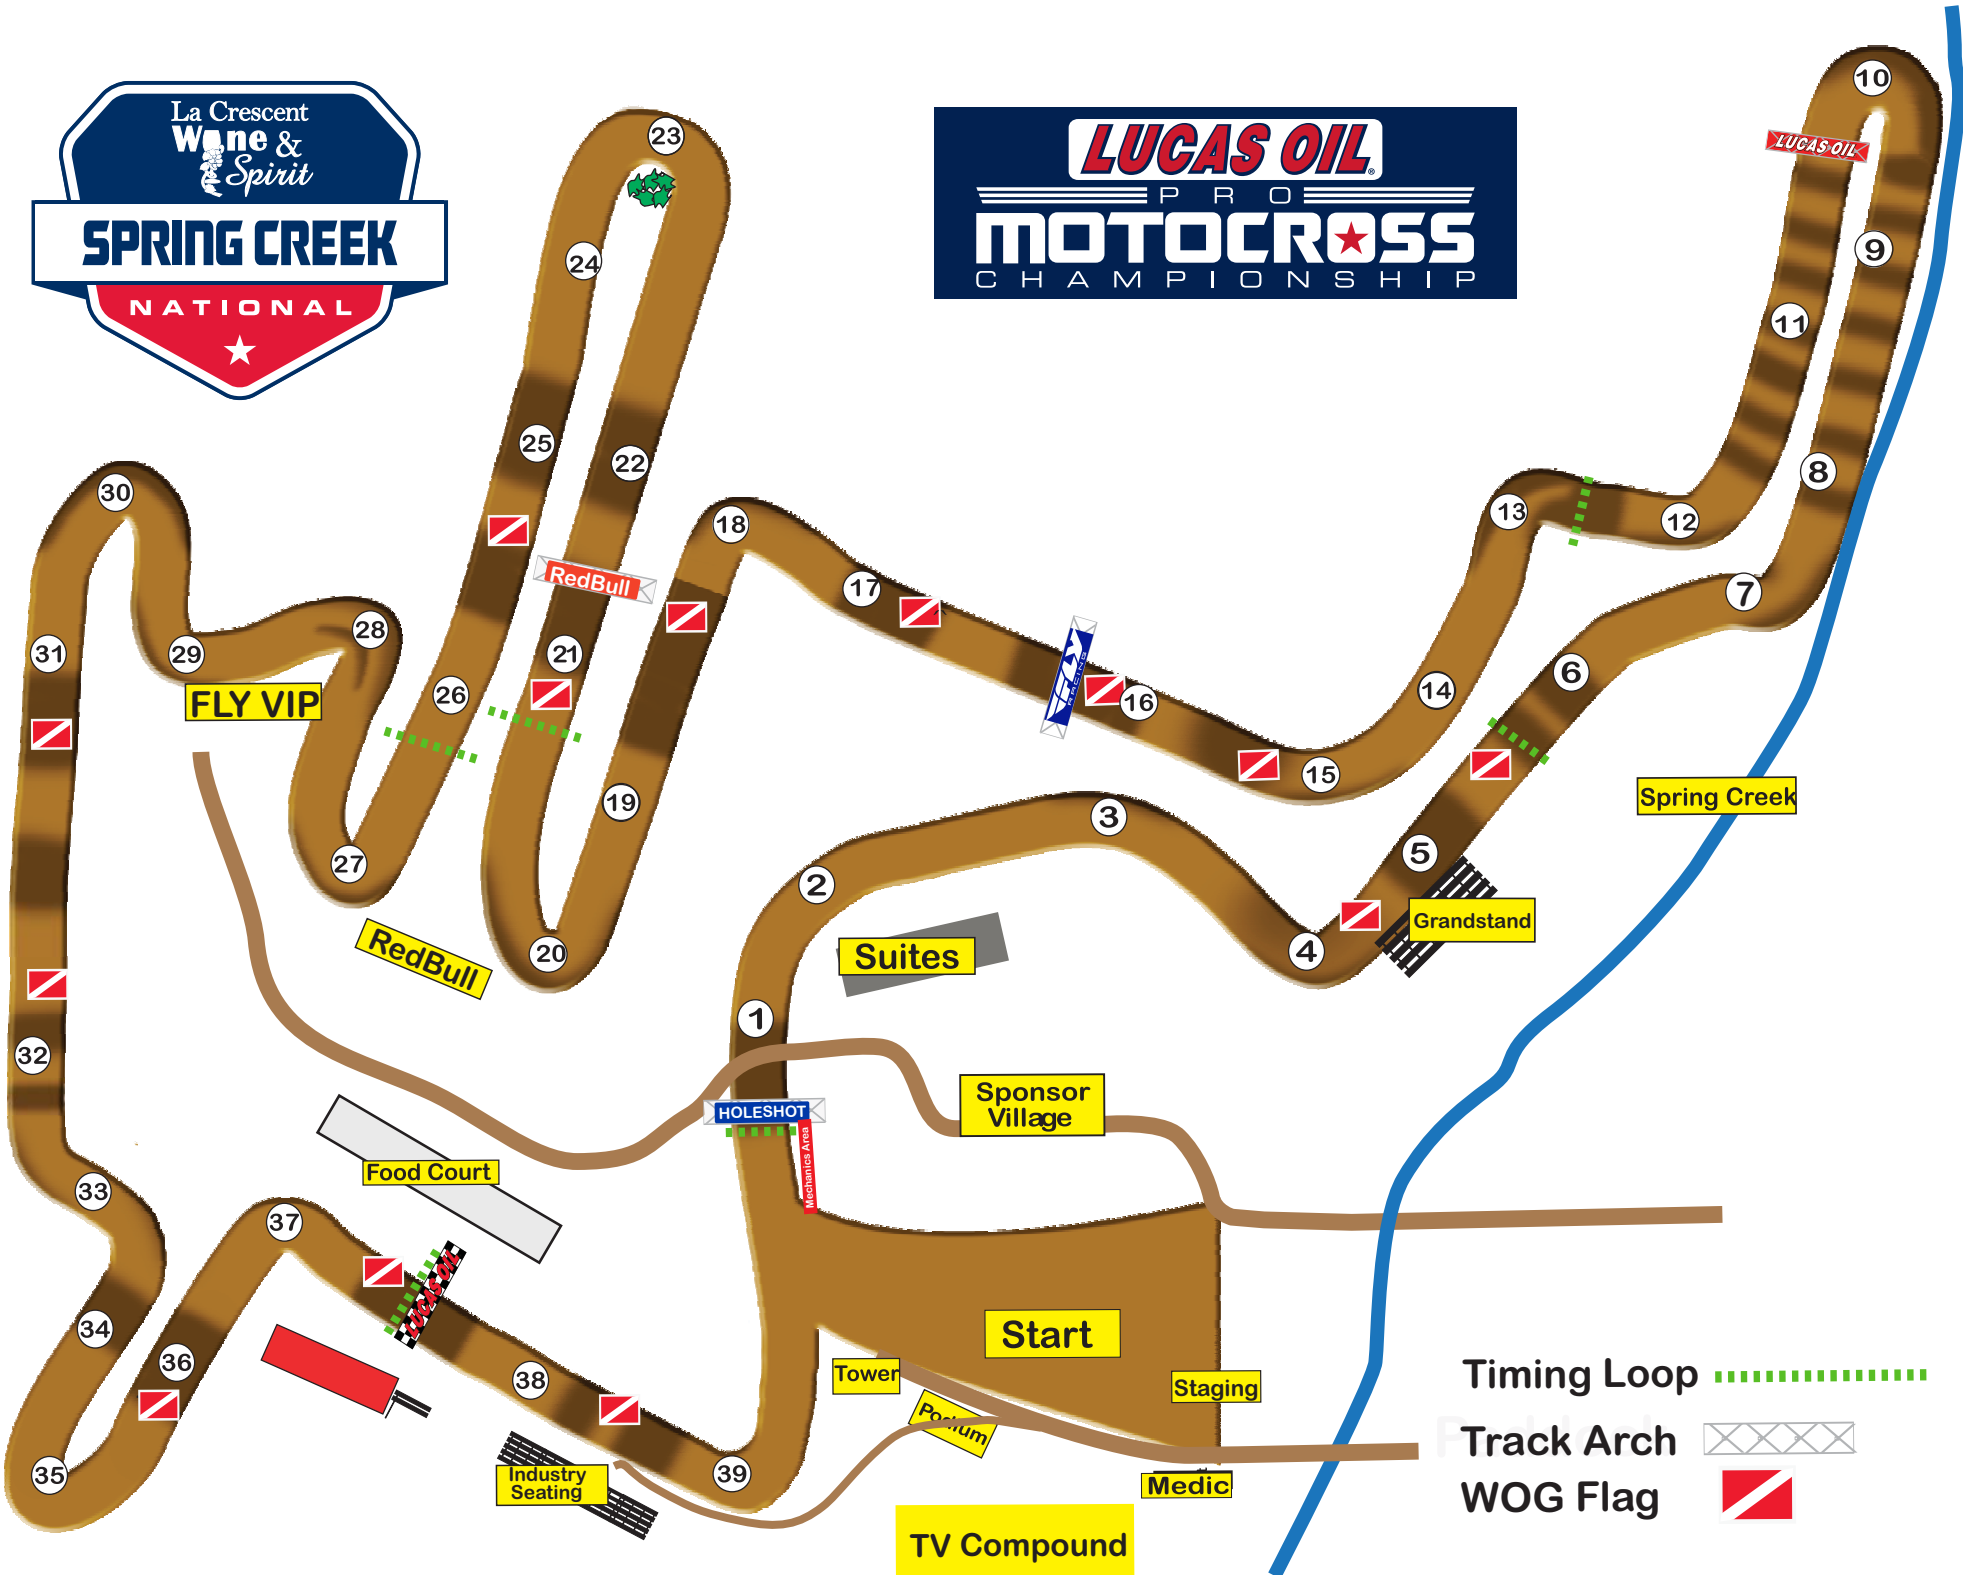 La Crescent
Wine &
Spirit
SPRING CREEK
NATIONAL
LUCAS OIL
PRO
MOTOCROSS
CHAMPIONSHIP
10
LUCAS OIL
9
11
8
12
13
7
6
14
15
16
17
18
5
4
3
2
1
23
24
25
22
RedBull
21
26
19
20
27
28
29
30
31
32
33
34
35
36
37
38
39
FLY VIP
RedBull
FLY
RACING
Spring Creek
Grandstand
Suites
Sponsor
Village
HOLESHOT
Mechanics Area
Food Court
LUCAS OIL
Start
Tower
Podium
Staging
Medic
Industry
Seating
TV Compound
Timing Loop
Track Arch
WOG Flag